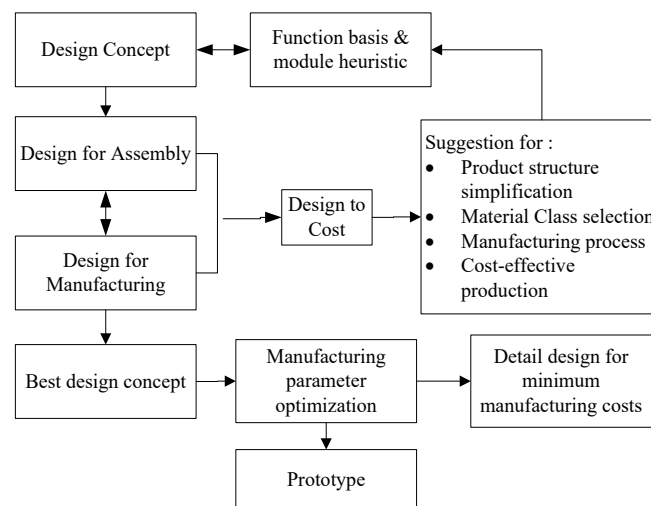 Design Concept
Function basis &
module heuristic
Design for Assembly
Design for
Manufacturing
Design to
Cost
Suggestion for :
● Product structure
simplification
● Material Class selection
● Manufacturing process
● Cost-effective
production
Best design concept
Manufacturing
parameter
optimization
Detail design for
minimum
manufacturing costs
Prototype